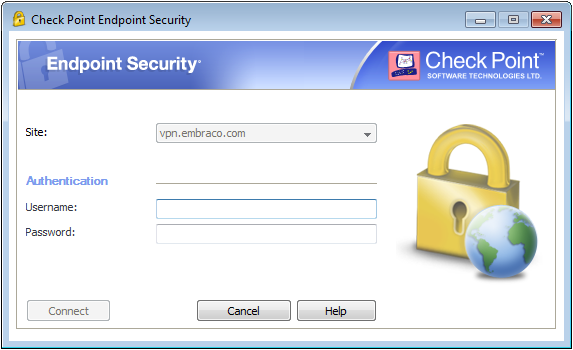 Check Point Endpoint Security
Endpoint Security®
Check Point™
SOFTWARE TECHNOLOGIES LTD.
Site:
vpn.embraco.com
Authentication
Username:
Password:
Connect
Cancel
Help